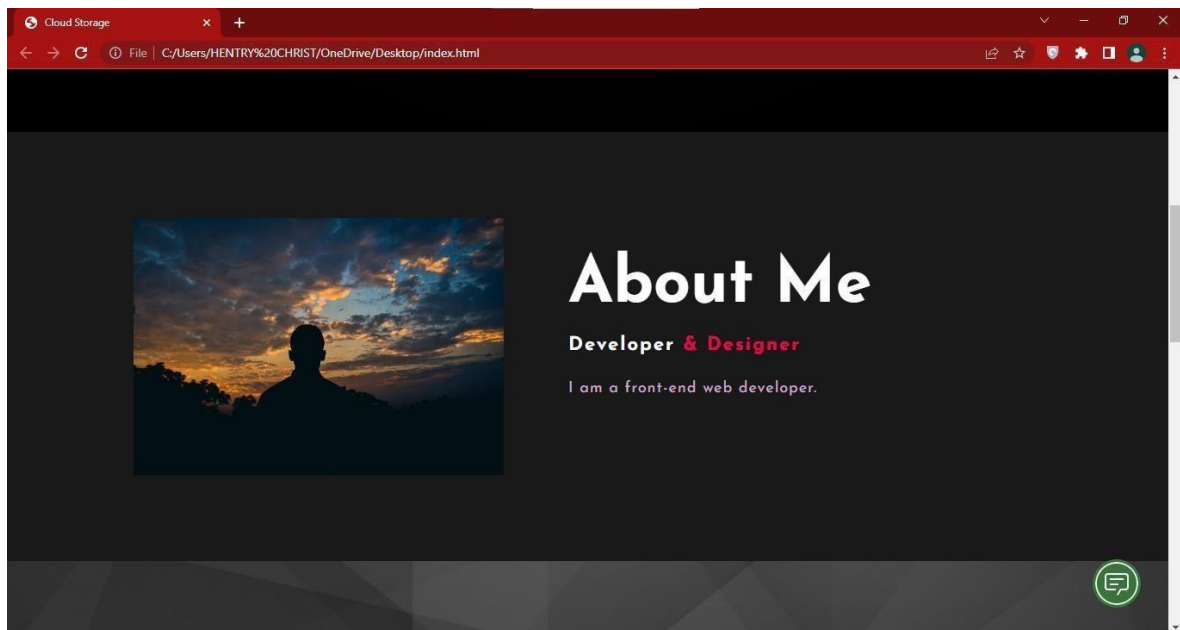 Cloud Storage
File | C:/Users/HENTRY%20CHRIST/OneDrive/Desktop/index.html
About Me
Developer & Designer
I am a front-end web developer.